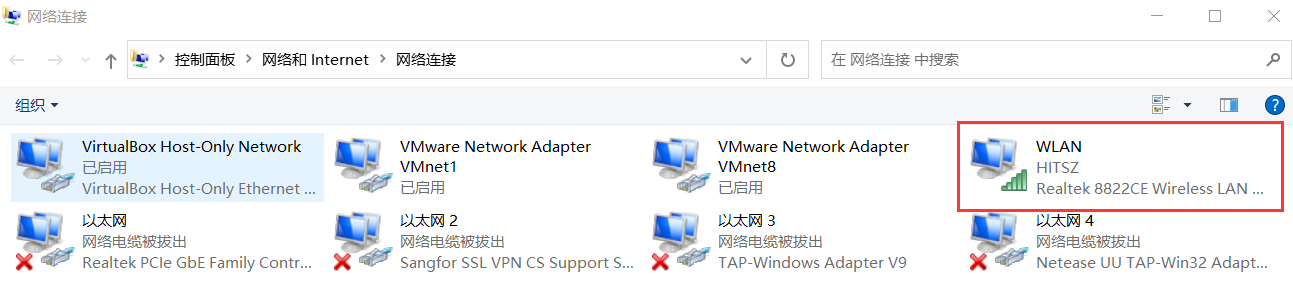 网络连接
控制面板 网络和 Internet 网络连接
在 网络连接 中搜索
组织
VirtualBox Host-Only Network
已启用
VirtualBox Host-Only Ethernet ...
VMware Network Adapter
VMnet1
已启用
VMware Network Adapter
VMnet8
已启用
WLAN
HITSZ
Realtek 8822CE Wireless LAN ...
以太网
网络电缆被拔出
Realtek PCIe GbE Family Contr...
以太网 2
网络电缆被拔出
Sangfor SSL VPN CS Support S...
以太网 3
网络电缆被拔出
TAP-Windows Adapter V9
以太网 4
网络电缆被拔出
Netease UU TAP-Win32 Adapt...